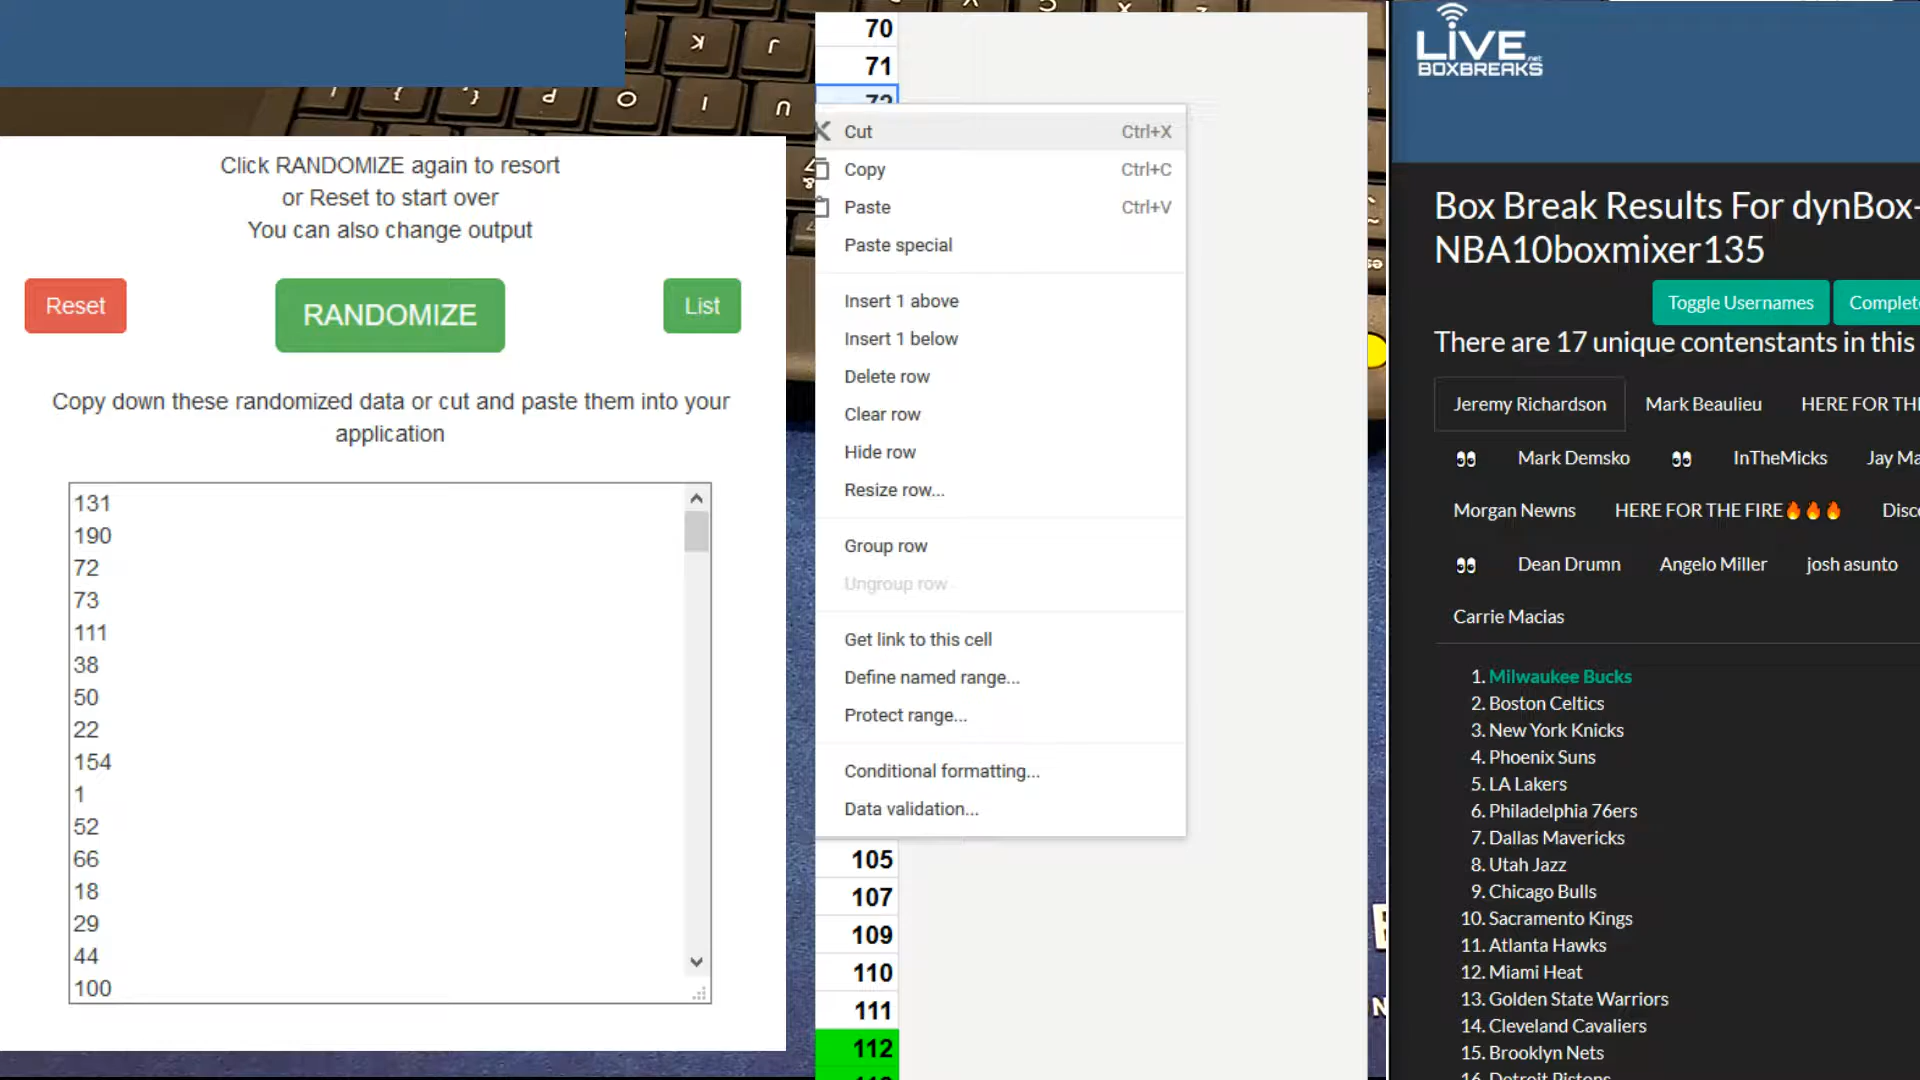 Click RANDOMIZE again to resort
or Reset to start over
You can also change output
Reset
RANDOMIZE
List
Copy down these randomized data or cut and paste them into your
application
131
190
72
73
111
38
50
22
154
1
52
66
18
29
44
100
70
71
72
Cut Ctrl+X
Copy Ctrl+C
Paste Ctrl+V
Paste special
Insert 1 above
Insert 1 below
Delete row
Clear row
Hide row
Resize row...
Group row
Ungroup row
Get link to this cell
Define named range...
Protect range...
Conditional formatting...
Data validation...
105
107
109
110
111
112
LIVE.net
BOXBREAKS
Box Break Results For dynBox-
NBA10boxmixer135
Toggle Usernames
There are 17 unique contenstants in this
Jeremy Richardson Mark Beaulieu HERE FOR THE
👀 Mark Demsko 👀 InTheMicks Jay
Morgan Newns HERE FOR THE FIRE🔥🔥🔥
👀 Dean Drumn Angelo Miller josh asunto
Carrie Macias
1. Milwaukee Bucks
2. Boston Celtics
3. New York Knicks
4. Phoenix Suns
5. LA Lakers
6. Philadelphia 76ers
7. Dallas Mavericks
8. Utah Jazz
9. Chicago Bulls
10. Sacramento Kings
11. Atlanta Hawks
12. Miami Heat
13. Golden State Warriors
14. Cleveland Cavaliers
15. Brooklyn Nets
16. Detroit Pistons